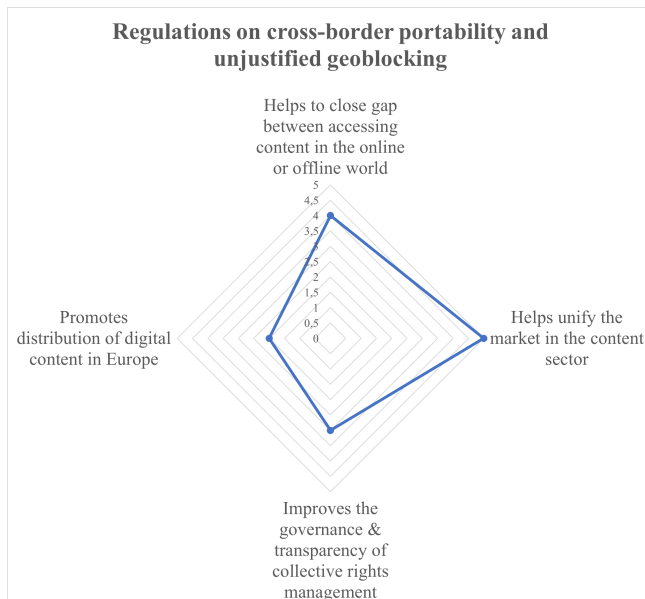 Regulations on cross-border portability and
unjustified geoblocking
Helps to close gap
between accessing
content in the online
or offline world
5
4,5
4
3,5
3
2,5
2
1,5
1
0,5
0
Promotes
distribution of digital
content in Europe
Helps unify the
market in the content
sector
Improves the
governance &
transparency of
collective rights
management